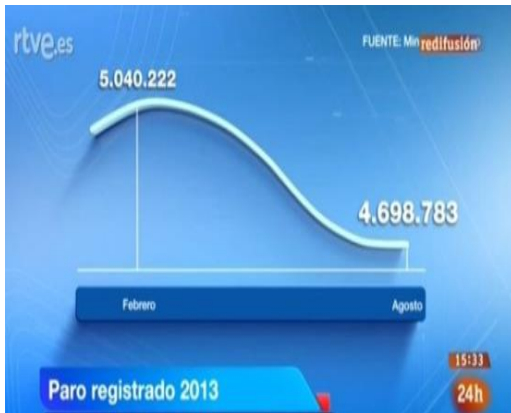 rtve.es
FUENTE: Min
redifusión
5.040.222
4.698.783
Febrero
Agosto
15:33
Paro registrado 2013
24h